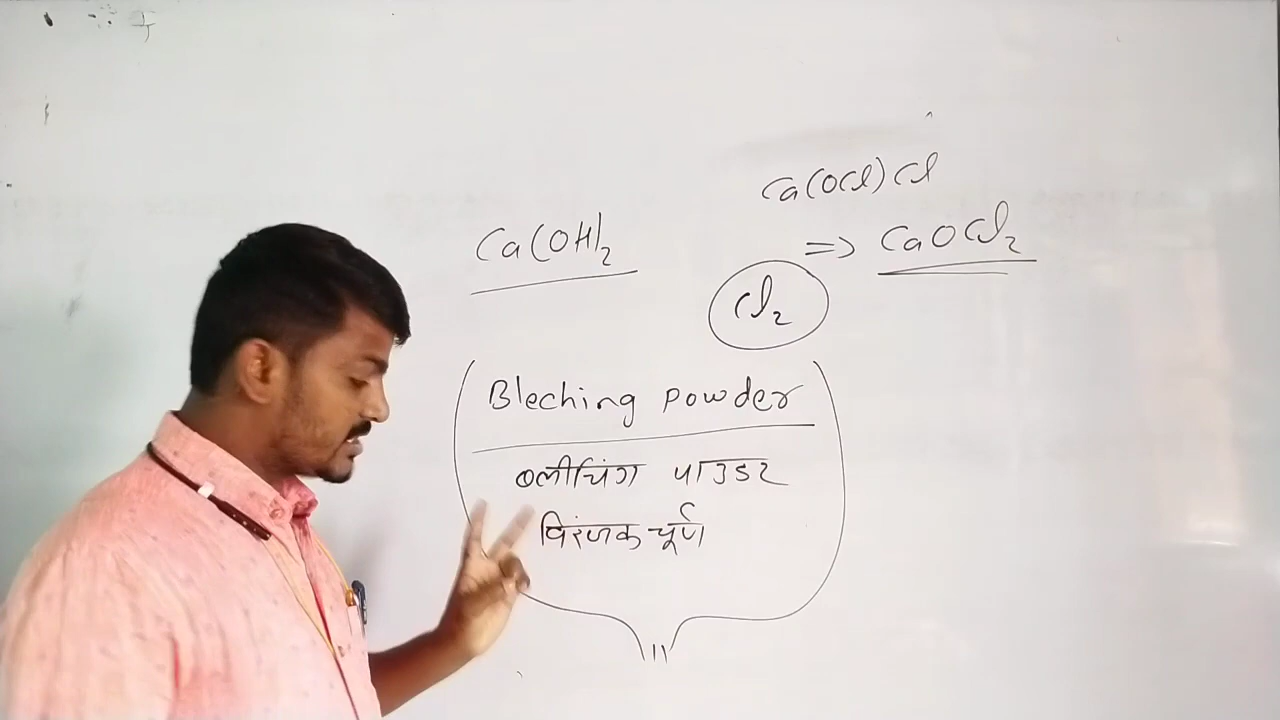 Ca(OCl)Cl
Ca(OH)2
=> CaOCl2
Cl2
Bleching Powder
ब्लीचिंग पाउडर
विरंजक चूर्ण